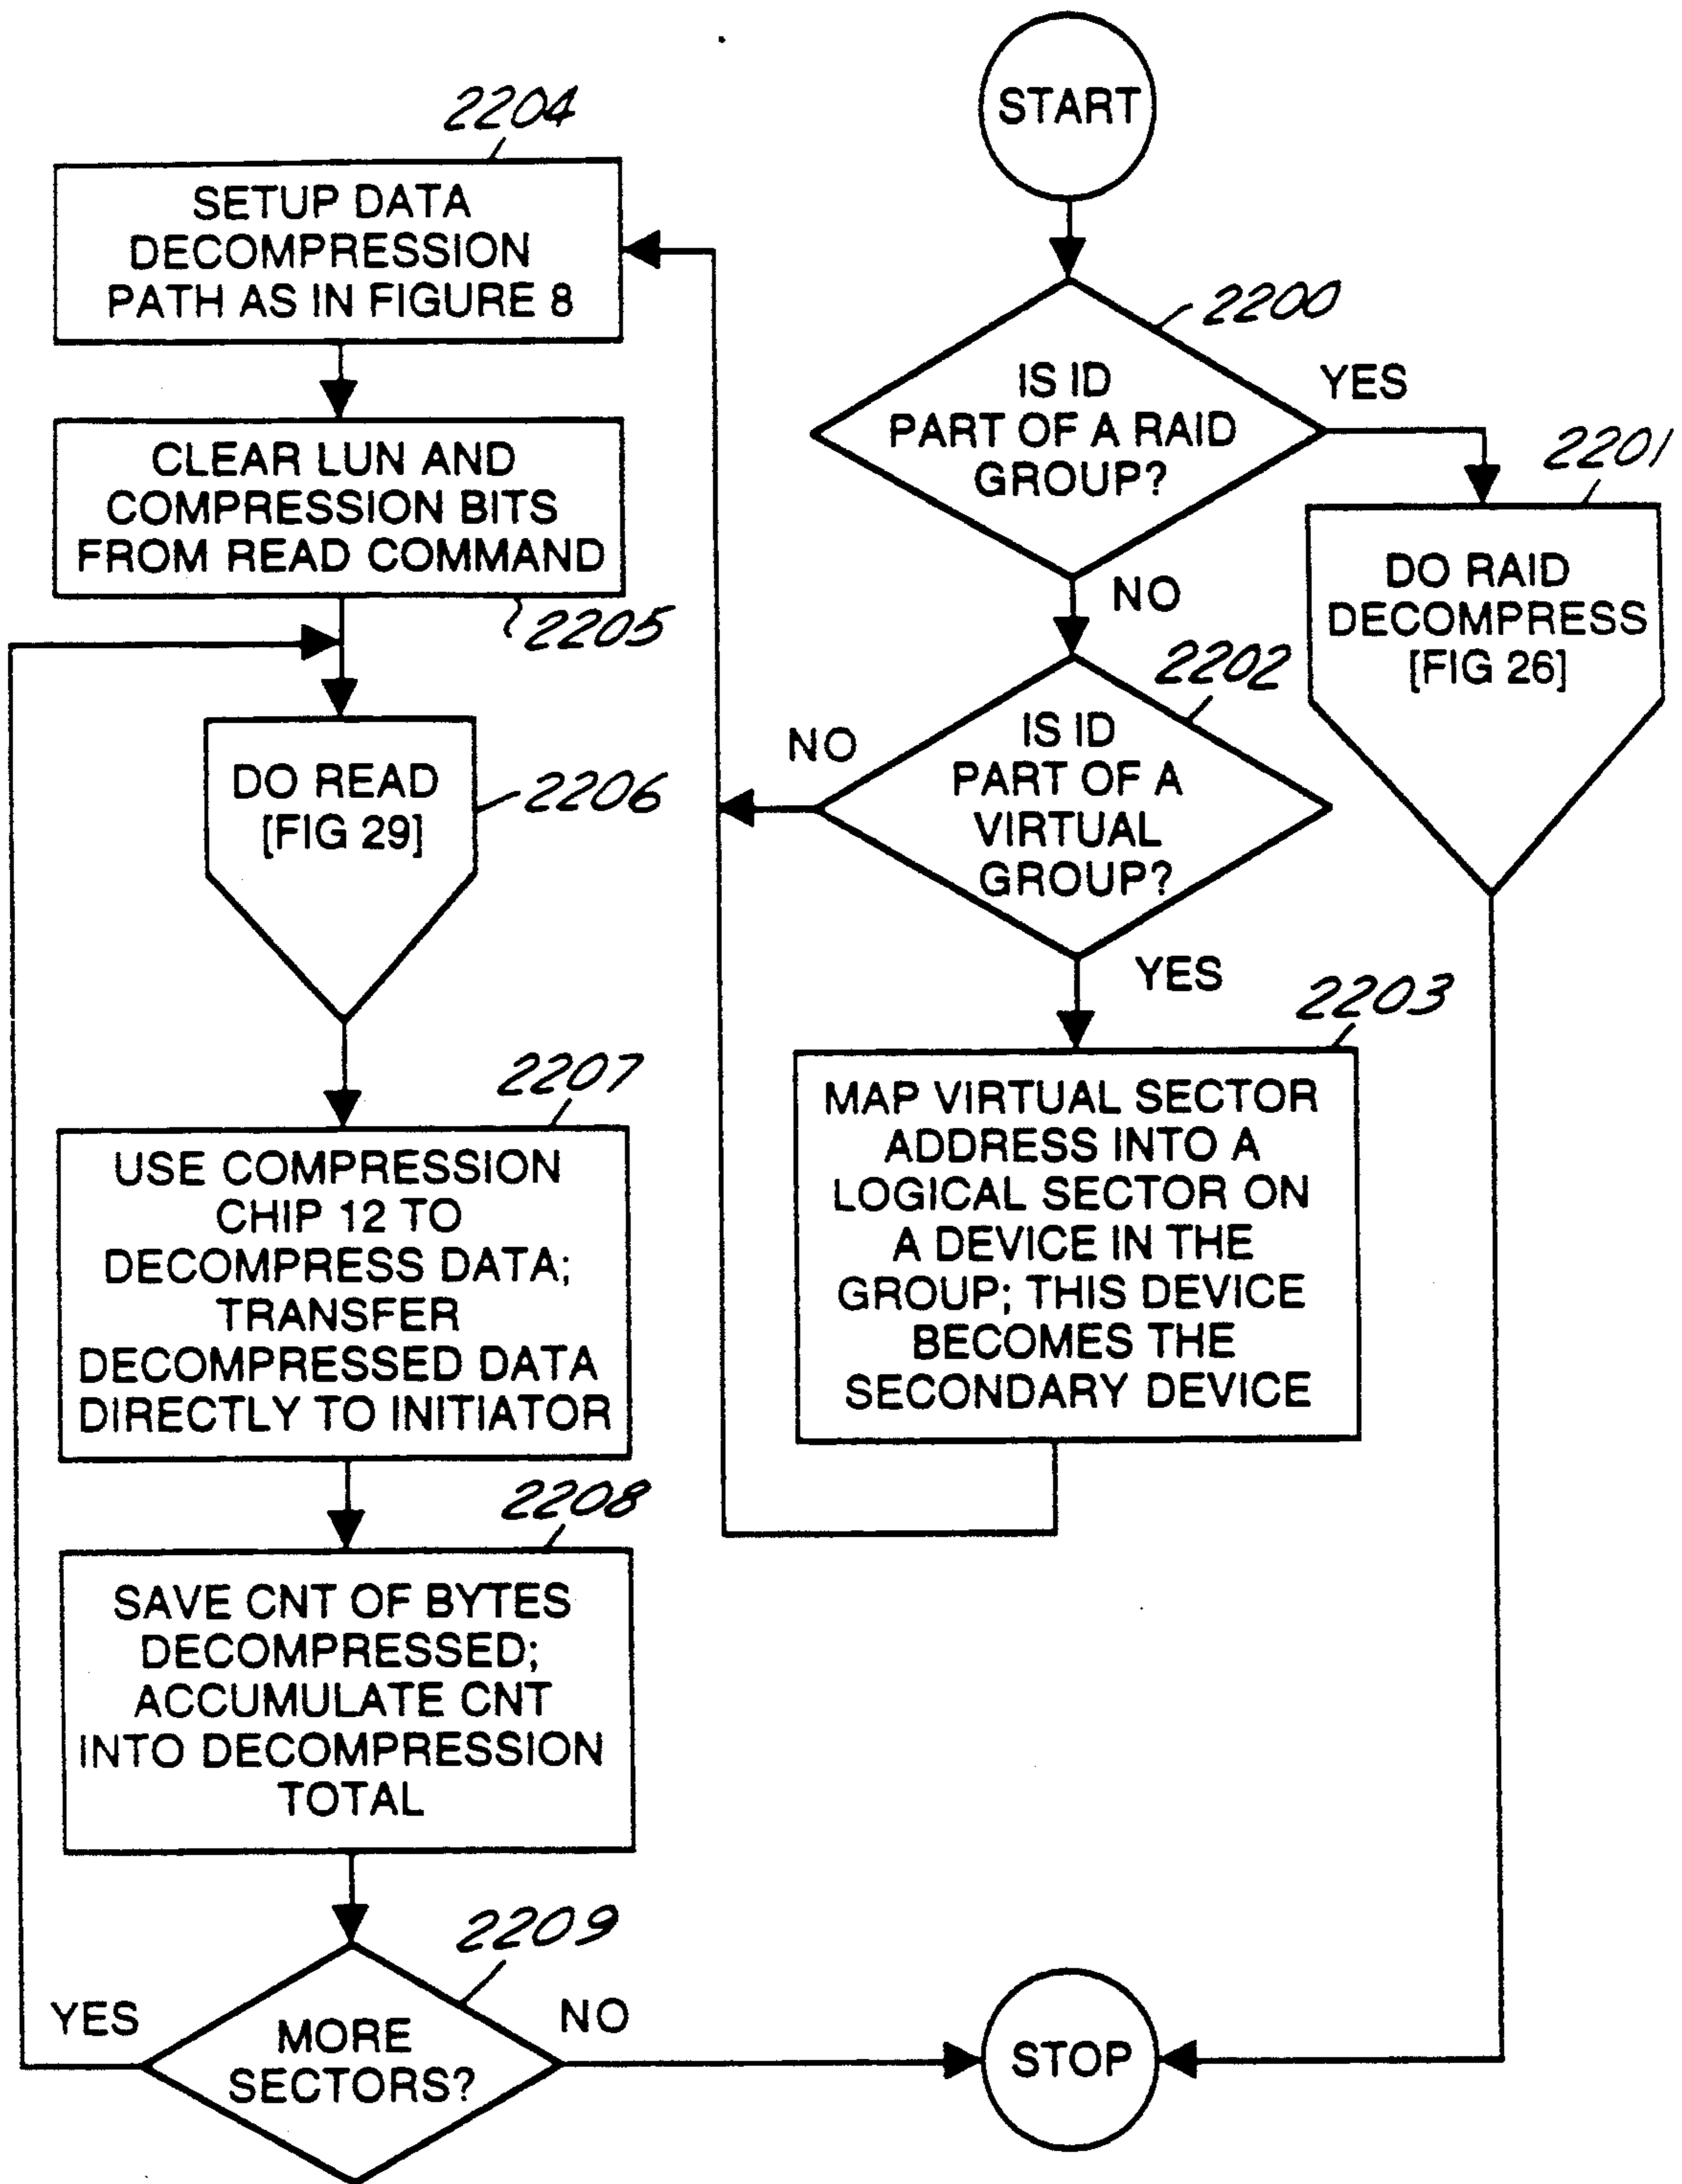 START
2200
IS ID
PART OF A RAID
GROUP?
YES
NO
2201
DO RAID
DECOMPRESS
[FIG 26]
2202
IS ID
PART OF A
VIRTUAL
GROUP?
NO
YES
2203
MAP VIRTUAL SECTOR
ADDRESS INTO A
LOGICAL SECTOR ON
A DEVICE IN THE
GROUP; THIS DEVICE
BECOMES THE
SECONDARY DEVICE
2204
SETUP DATA
DECOMPRESSION
PATH AS IN FIGURE 8
CLEAR LUN AND
COMPRESSION BITS
FROM READ COMMAND
2205
DO READ
[FIG 29]
2206
2207
USE COMPRESSION
CHIP 12 TO
DECOMPRESS DATA;
TRANSFER
DECOMPRESSED DATA
DIRECTLY TO INITIATOR
2208
SAVE CNT OF BYTES
DECOMPRESSED;
ACCUMULATE CNT
INTO DECOMPRESSION
TOTAL
2209
MORE
SECTORS?
YES
NO
STOP